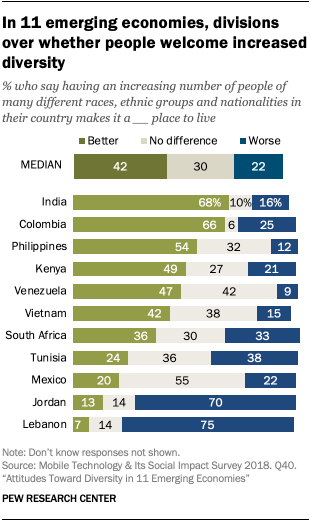 In 11 emerging economies, divisions
over whether people welcome increased
diversity
% who say having an increasing number of people of
many different races, ethnic groups and nationalities in
their country makes it a __ place to live
Better No difference Worse
MEDIAN 42 30 22
India 68% 10% 16%
Colombia 66 6 25
Philippines 54 32 12
Kenya 49 27 21
Venezuela 47 42 9
Vietnam 42 38 15
South Africa 36 30 33
Tunisia 24 36 38
Mexico 20 55 22
Jordan 13 14 70
Lebanon 7 14 75
Note: Don't know responses not shown.
Source: Mobile Technology & Its Social Impact Survey 2018. Q40.
"Attitudes Toward Diversity in 11 Emerging Economies"
PEW RESEARCH CENTER